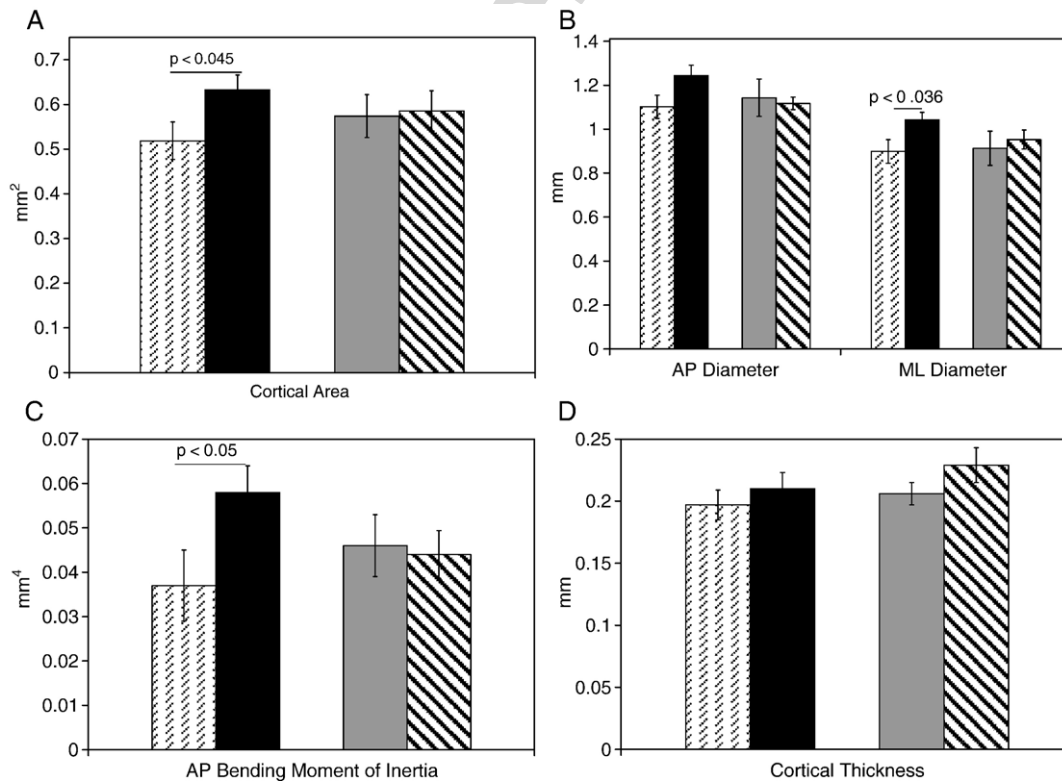 A
0.7
0.6
0.5
0.4
0.3
0.2
0.1
0
mm²
p < 0.045
Cortical Area
B
1.4
1.2
1
0.8
0.6
0.4
0.2
0
mm
p < 0 .036
AP Diameter
ML Diameter
C
0.07
0.06
0.05
0.04
0.03
0.02
0.01
0
mm⁴
p < 0.05
AP Bending Moment of Inertia
D
0.25
0.2
0.15
0.1
0.05
0
mm
Cortical Thickness